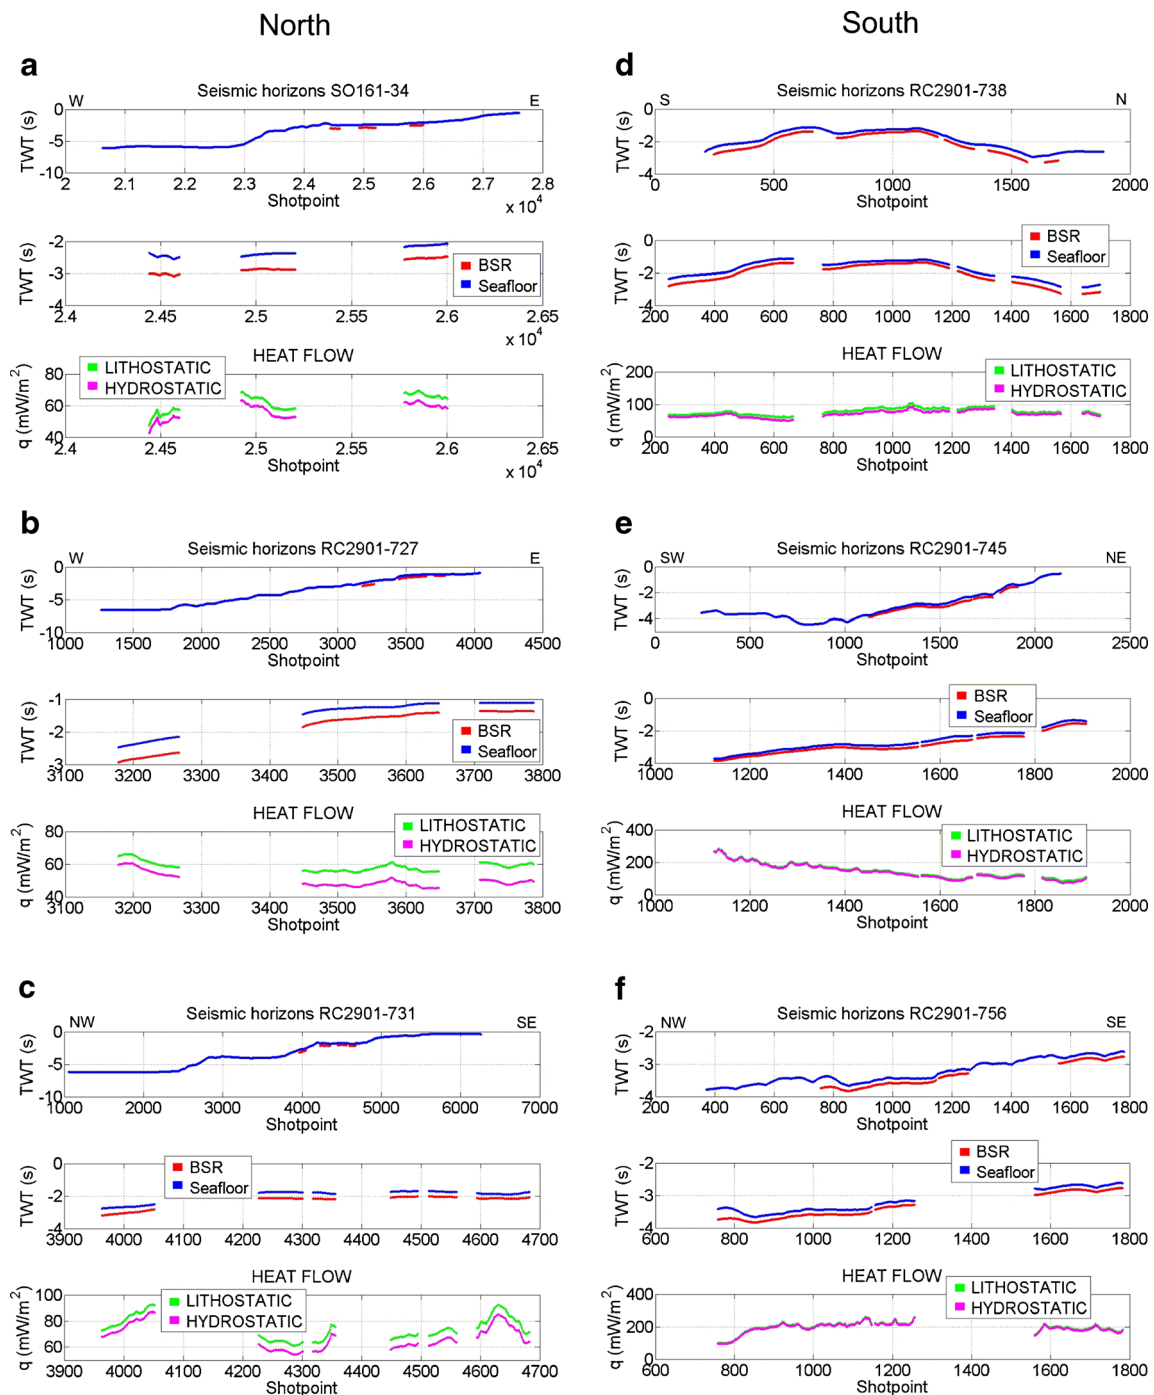 North
South
a
Seismic horizons SO161-34
W
E
TWT (s)
0
-5
-10
2 2.1 2.2 2.3 2.4 2.5 2.6 2.7 2.8
Shotpoint
x 10^4
TWT (s)
-2
-3
-4
BSR
Seafloor
2.4 2.45 2.5 2.55 2.6 2.65
x 10^4
HEAT FLOW
LITHOSTATIC
HYDROSTATIC
q (mW/m^2)
80
60
40
2.4 2.45 2.5 2.55 2.6 2.65
Shotpoint
x 10^4
b
Seismic horizons RC2901-727
W
E
TWT (s)
0
-5
-10
1000 1500 2000 2500 3000 3500 4000 4500
Shotpoint
TWT (s)
-1
-2
-3
BSR
Seafloor
3100 3200 3300 3400 3500 3600 3700 3800
HEAT FLOW
LITHOSTATIC
HYDROSTATIC
q (mW/m^2)
80
60
40
3100 3200 3300 3400 3500 3600 3700 3800
Shotpoint
c
Seismic horizons RC2901-731
NW
SE
TWT (s)
0
-5
-10
1000 2000 3000 4000 5000 6000 7000
Shotpoint
TWT (s)
0
-2
-4
BSR
Seafloor
3900 4000 4100 4200 4300 4400 4500 4600 4700
HEAT FLOW
LITHOSTATIC
HYDROSTATIC
q (mW/m^2)
100
80
60
3900 4000 4100 4200 4300 4400 4500 4600 4700
Shotpoint
d
Seismic horizons RC2901-738
S
N
TWT (s)
0
-2
-4
0 500 1000 1500 2000
Shotpoint
TWT (s)
0
-2
-4
BSR
Seafloor
200 400 600 800 1000 1200 1400 1600 1800
HEAT FLOW
LITHOSTATIC
HYDROSTATIC
q (mW/m^2)
200
100
0
200 400 600 800 1000 1200 1400 1600 1800
Shotpoint
e
Seismic horizons RC2901-745
SW
NE
TWT (s)
0
-2
-4
0 500 1000 1500 2000 2500
Shotpoint
TWT (s)
0
-2
-4
BSR
Seafloor
1000 1200 1400 1600 1800 2000
HEAT FLOW
LITHOSTATIC
HYDROSTATIC
q (mW/m^2)
400
200
0
1000 1200 1400 1600 1800 2000
Shotpoint
f
Seismic horizons RC2901-756
NW
SE
TWT (s)
-2
-3
-4
200 400 600 800 1000 1200 1400 1600 1800
Shotpoint
TWT (s)
-2
-3
-4
BSR
Seafloor
600 800 1000 1200 1400 1600 1800
HEAT FLOW
LITHOSTATIC
HYDROSTATIC
q (mW/m^2)
400
200
0
600 800 1000 1200 1400 1600 1800
Shotpoint